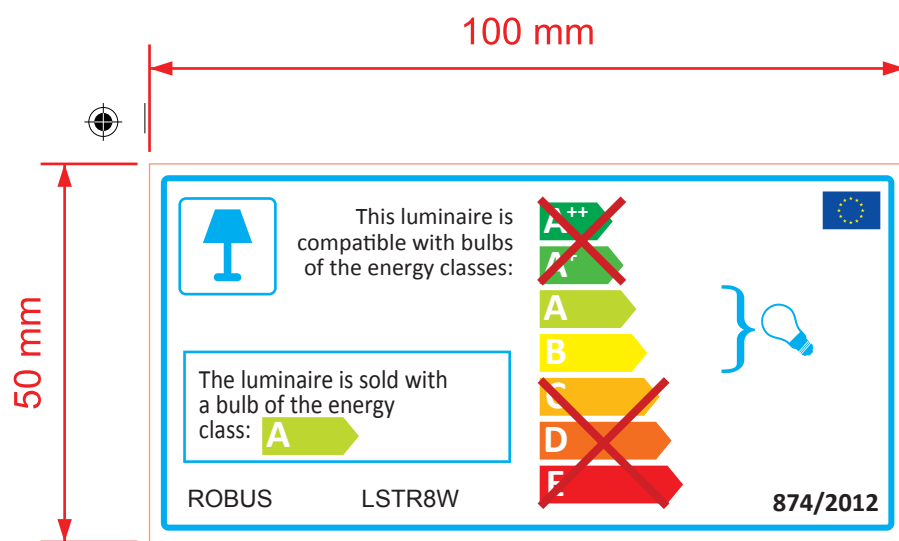 100 mm
50 mm
This luminaire is
compatible with bulbs
of the energy classes:
A++
A+
A
B
C
D
E
The luminaire is sold with
a bulb of the energy
class: A
ROBUS LSTR8W
874/2012